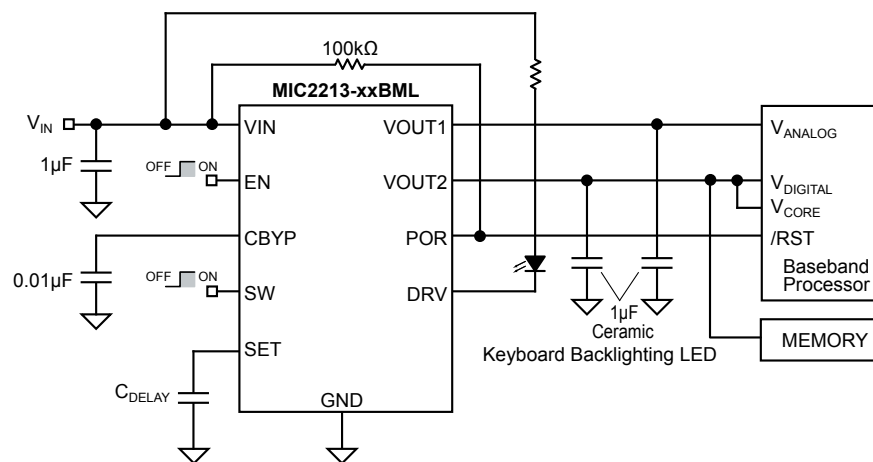 100kΩ
MIC2213-xxBML
VIN
VIN
VOUT1
VANALOG
1µF
OFF ON
EN
VOUT2
VDIGITAL
VCORE
CBYP
POR
/RST
0.01µF
OFF ON
SW
DRV
Baseband
Processor
1µF
Ceramic
SET
Keyboard Backlighting LED
MEMORY
CDELAY
GND